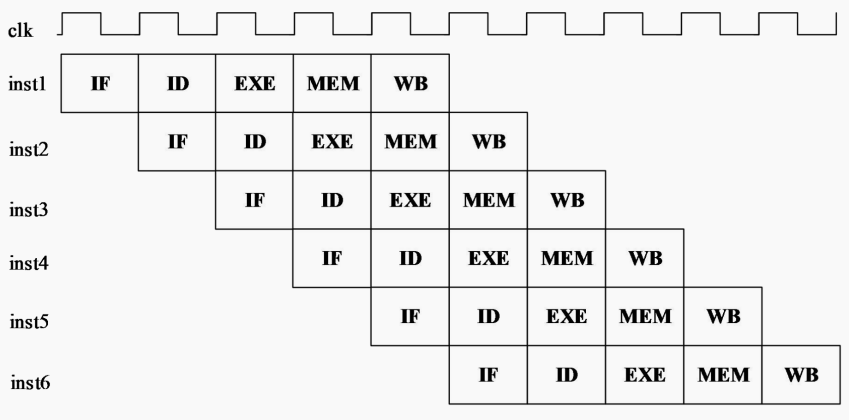 clk
inst1 IF ID EXE MEM WB
inst2 IF ID EXE MEM WB
inst3 IF ID EXE MEM WB
inst4 IF ID EXE MEM WB
inst5 IF ID EXE MEM WB
inst6 IF ID EXE MEM WB